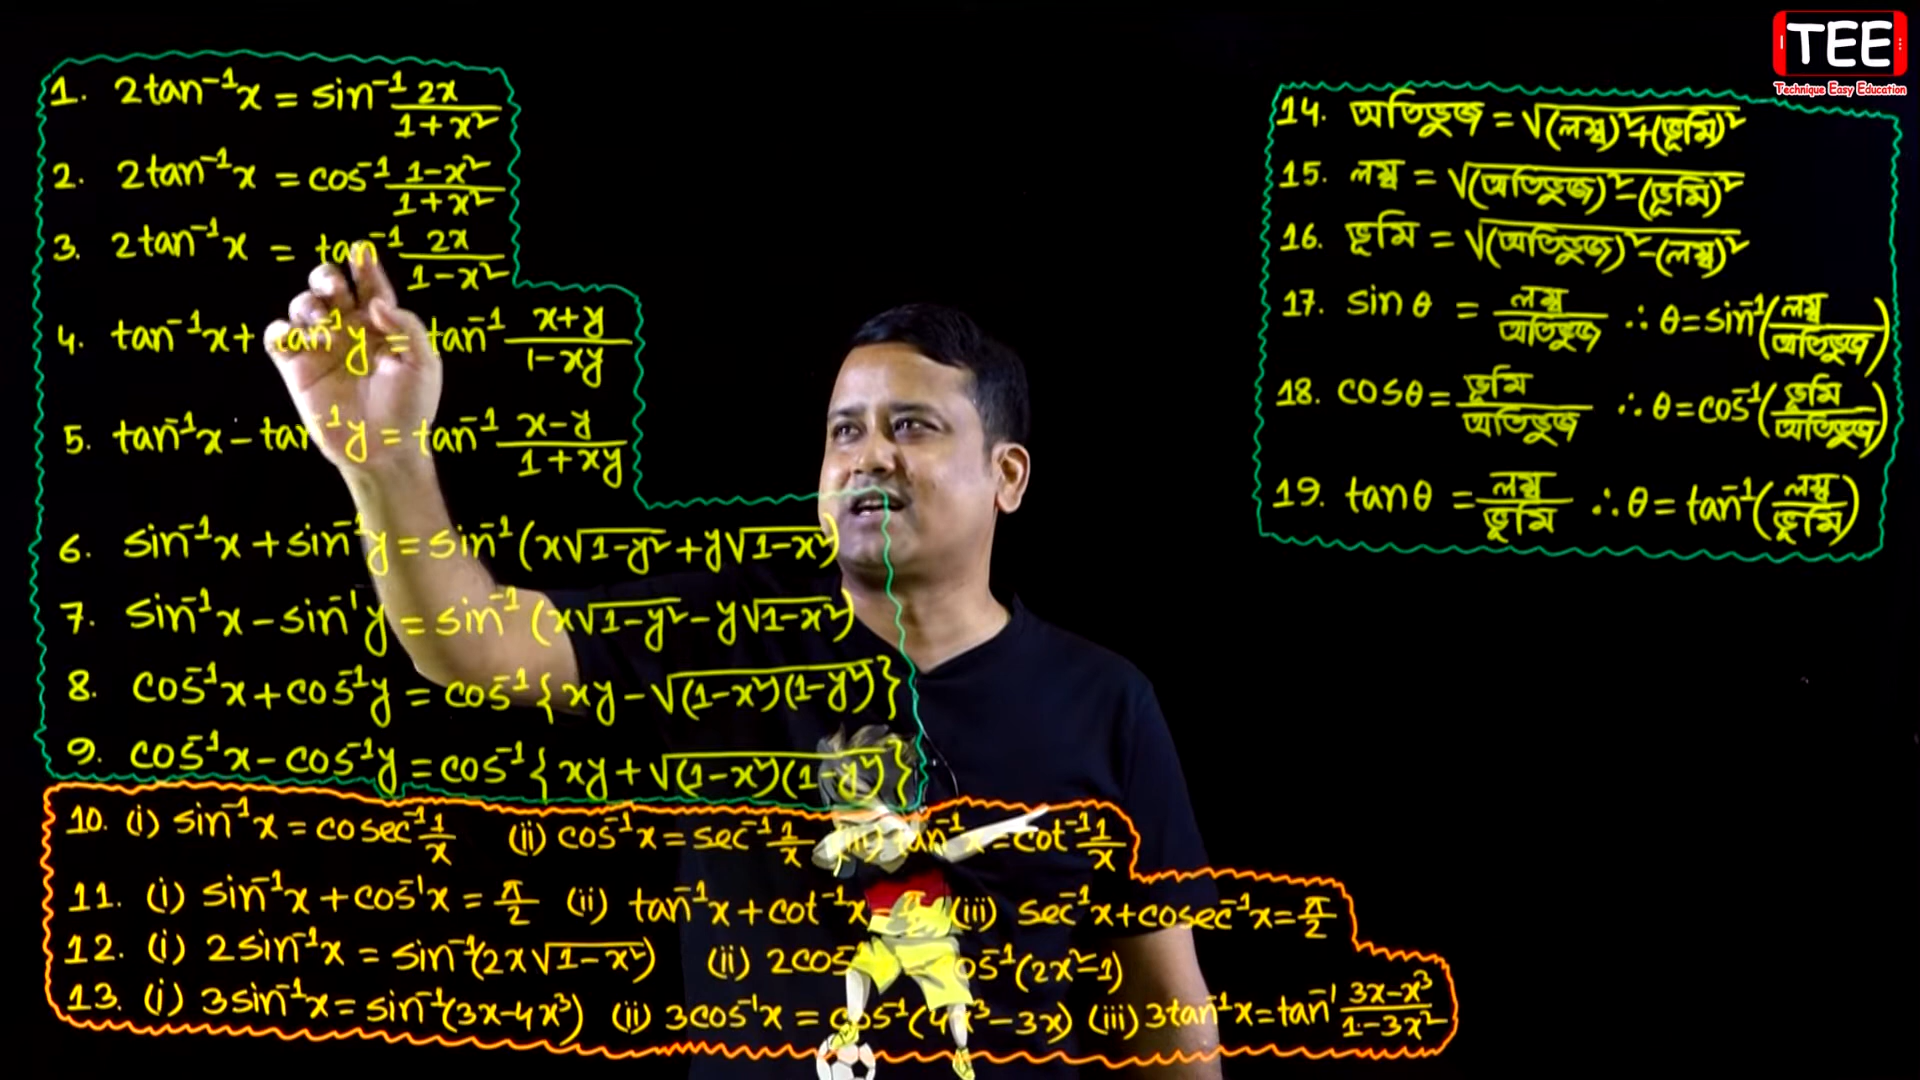 TEE
Technique Easy Education
1. 2tan⁻¹x = sin⁻¹ 2x/(1+x²)
2. 2tan⁻¹x = cos⁻¹ (1-x²)/(1+x²)
3. 2tan⁻¹x = tan⁻¹ 2x/(1-x²)
4. tan⁻¹x + tan⁻¹y = tan⁻¹ (x+y)/(1-xy)
5. tan⁻¹x - tan⁻¹y = tan⁻¹ (x-y)/(1+xy)
6. sin⁻¹x + sin⁻¹y = sin⁻¹(x√(1-y²) + y√(1-x²))
7. sin⁻¹x - sin⁻¹y = sin⁻¹(x√(1-y²) - y√(1-x²))
8. cos⁻¹x + cos⁻¹y = cos⁻¹{xy - √((1-x²)(1-y²))}
9. cos⁻¹x - cos⁻¹y = cos⁻¹{xy + √((1-x²)(1-y²))}
10. (i) sin⁻¹x = cosec⁻¹ 1/x (ii) cos⁻¹x = sec⁻¹ 1/x (iii) tan⁻¹x = cot⁻¹ 1/x
11. (i) sin⁻¹x + cos⁻¹x = π/2 (ii) tan⁻¹x + cot⁻¹x = π/2 (iii) sec⁻¹x + cosec⁻¹x = π/2
12. (i) 2sin⁻¹x = sin⁻¹(2x√(1-x²)) (ii) 2cos os⁻¹(2x²-1)
13. (i) 3sin⁻¹x = sin⁻¹(3x-4x³) (ii) 3cos⁻¹x = cos⁻¹(4x³-3x) (iii) 3tan⁻¹x = tan⁻¹ (3x-x³)/(1-3x²)
14. অতিভুজ = √((লম্ব)²+(ভূমি)²)
15. লম্ব = √((অতিভুজ)²-(ভূমি)²)
16. ভূমি = √((অতিভুজ)²-(লম্ব)²)
17. sin θ = লম্ব/অতিভুজ ∴ θ = sin⁻¹(লম্ব/অতিভুজ)
18. cosθ = ভূমি/অতিভুজ ∴ θ = cos⁻¹(ভূমি/অতিভুজ)
19. tanθ = লম্ব/ভূমি ∴ θ = tan⁻¹(লম্ব/ভূমি)